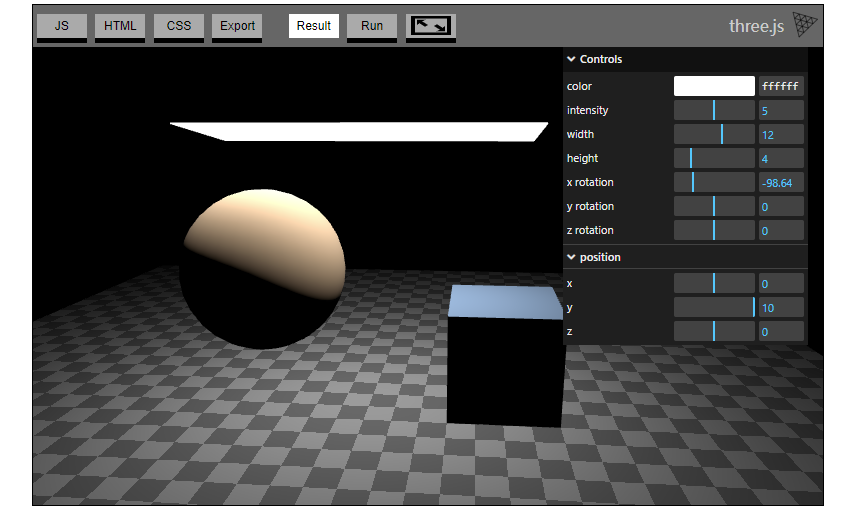 JS HTML CSS Export Result Run three.js
Controls
color ffffff
intensity 5
width 12
height 4
x rotation -98.64
y rotation 0
z rotation 0
position
x 0
y 10
z 0